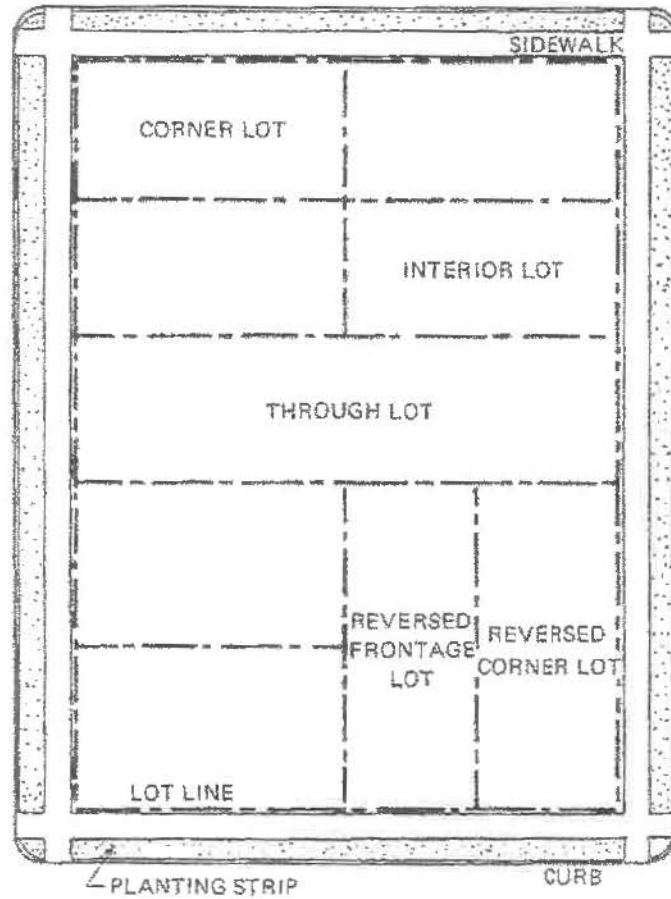 SIDEWALK
CORNER LOT
INTERIOR LOT
THROUGH LOT
REVERSED
FRONTAGE
LOT
REVERSED
CORNER LOT
LOT LINE
PLANTING STRIP
CURB